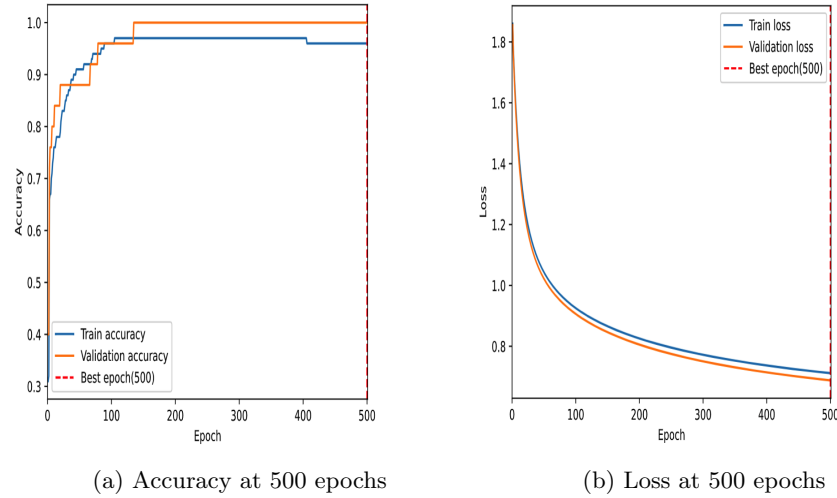 1.0
0.9
0.8
0.7
0.6
0.5
0.4
0.3
Accuracy
Train accuracy
Validation accuracy
Best epoch(500)
0 100 200 300 400 500
Epoch
(a) Accuracy at 500 epochs
1.8
1.6
1.4
1.2
1.0
0.8
Loss
Train loss
Validation loss
Best epoch(500)
0 100 200 300 400 500
Epoch
(b) Loss at 500 epochs